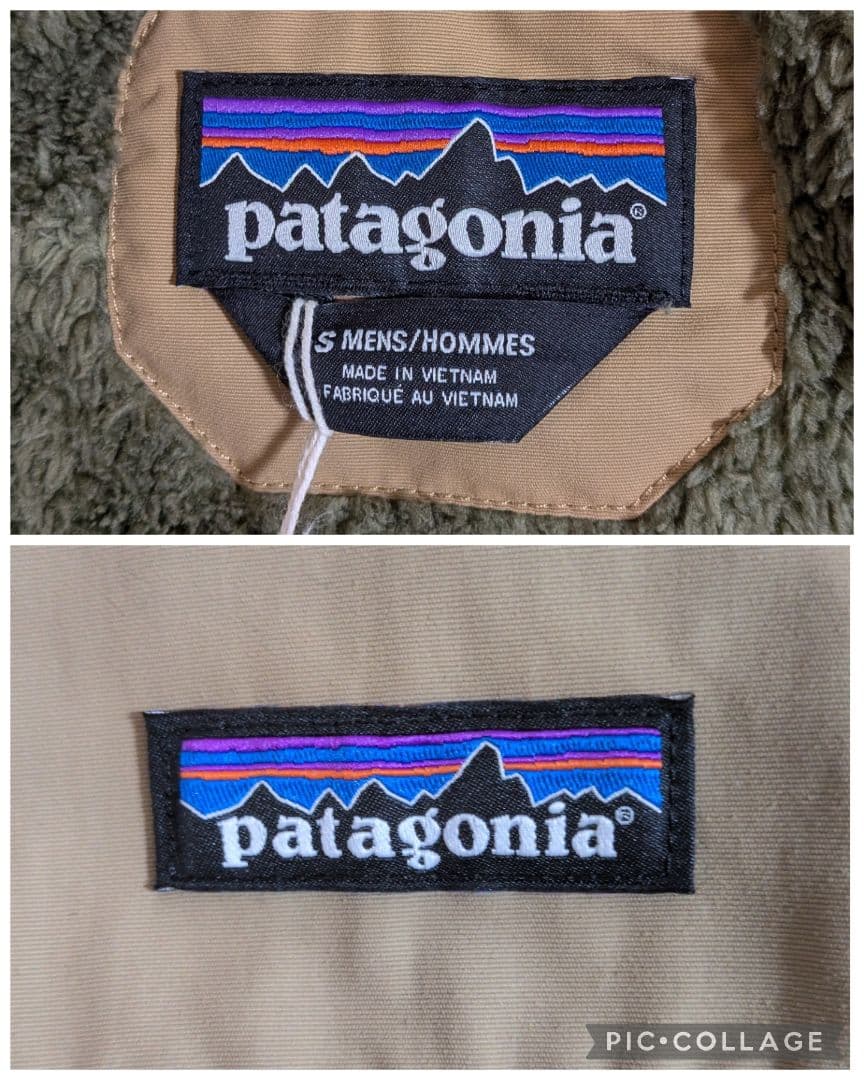 patagonia®
S MENS/HOMMES
MADE IN VIETNAM
FABRIQUÉ AU VIETNAM
patagonia®
PIC•COLLAGE